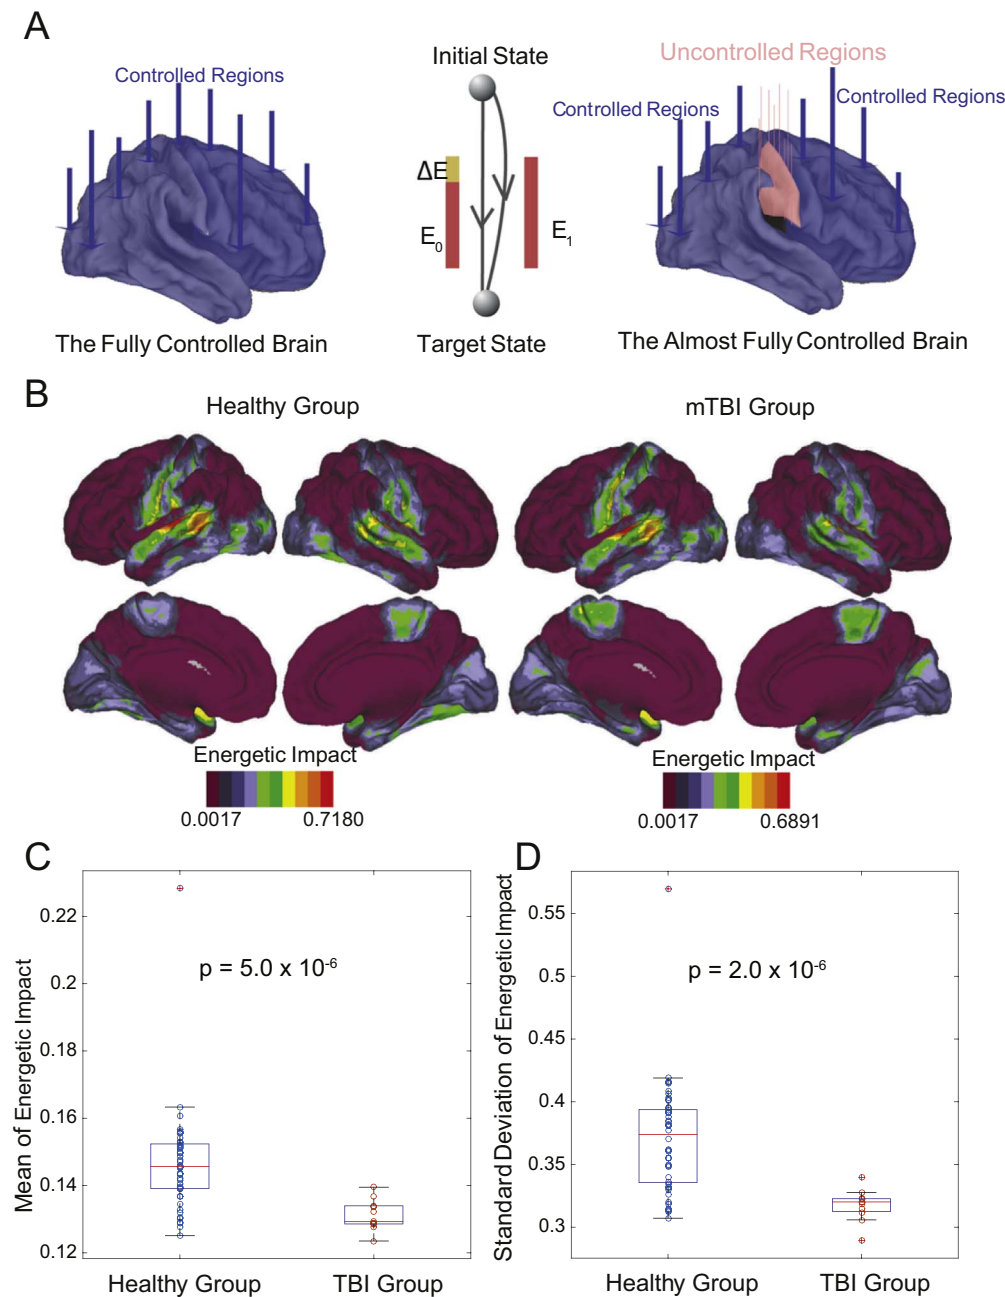 A
Controlled Regions
The Fully Controlled Brain
Initial State
ΔE
E0
E1
Target State
Uncontrolled Regions
Controlled Regions
Controlled Regions
The Almost Fully Controlled Brain
B
Healthy Group
mTBI Group
Energetic Impact
0.0017 0.7180
Energetic Impact
0.0017 0.6891
C
Mean of Energetic Impact
0.22
0.2
0.18
0.16
0.14
0.12
p = 5.0 x 10-6
Healthy Group
TBI Group
D
Standard Deviation of Energetic Impact
0.55
0.5
0.45
0.4
0.35
0.3
p = 2.0 x 10-6
Healthy Group
TBI Group